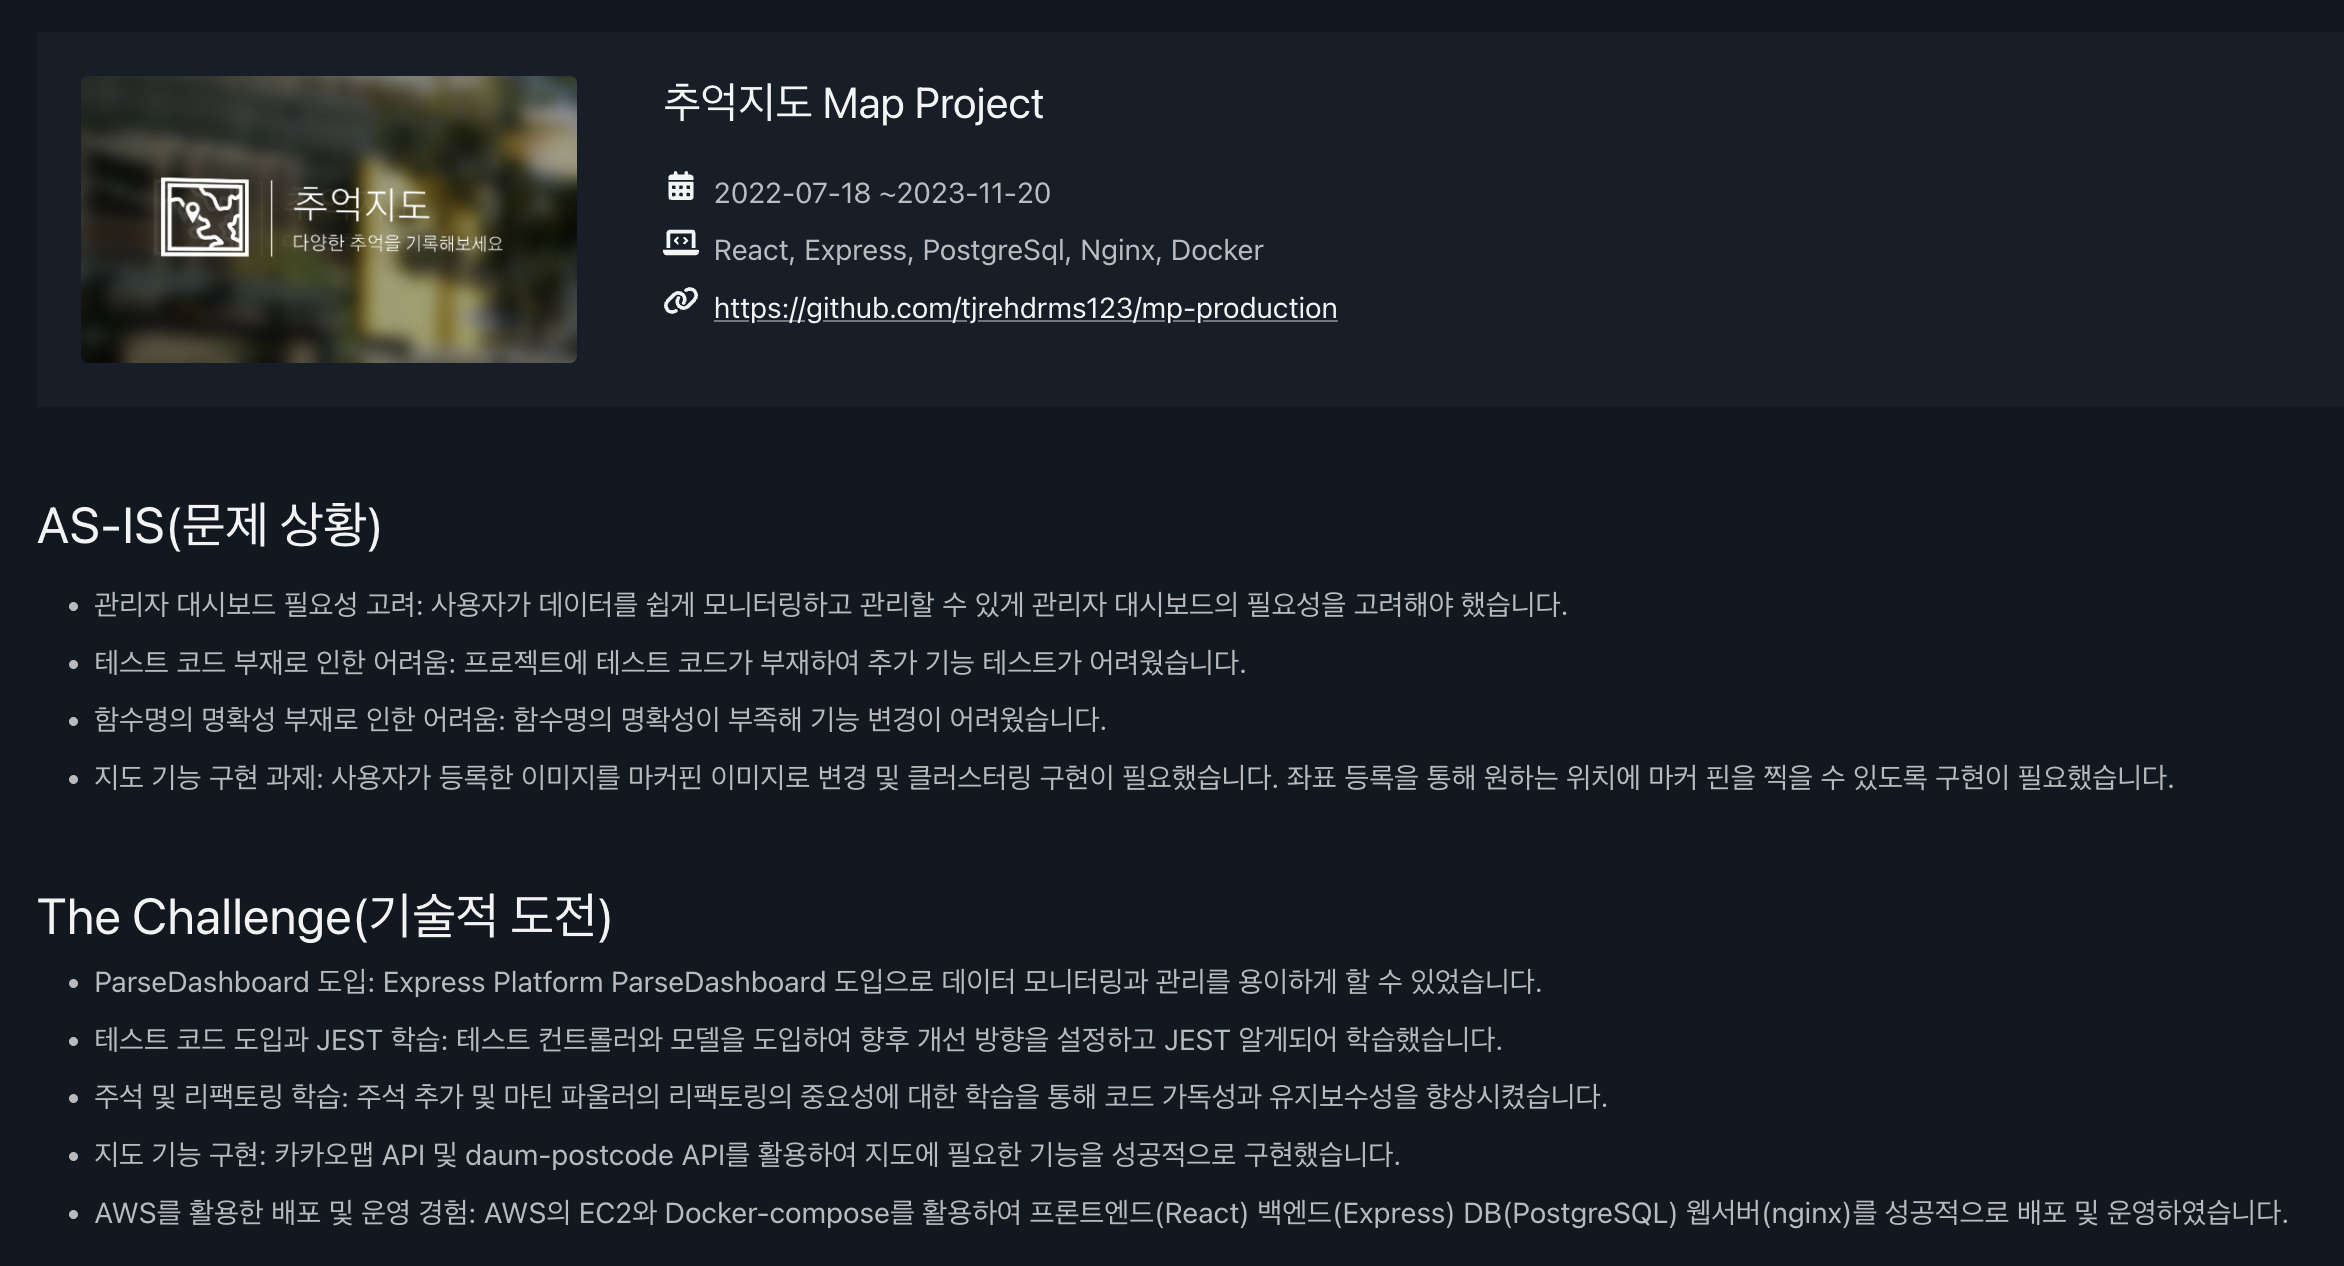 추억지도
다양한 추억을 기록해보세요
추억지도 Map Project
2022-07-18 ~2023-11-20
React, Express, PostgreSql, Nginx, Docker
https://github.com/tjrehdrms123/mp-production
AS-IS(문제 상황)
관리자 대시보드 필요성 고려: 사용자가 데이터를 쉽게 모니터링하고 관리할 수 있게 관리자 대시보드의 필요성을 고려해야 했습니다.
테스트 코드 부재로 인한 어려움: 프로젝트에 테스트 코드가 부재하여 추가 기능 테스트가 어려웠습니다.
함수명의 명확성 부재로 인한 어려움: 함수명의 명확성이 부족해 기능 변경이 어려웠습니다.
지도 기능 구현 과제: 사용자가 등록한 이미지를 마커핀 이미지로 변경 및 클러스터링 구현이 필요했습니다. 좌표 등록을 통해 원하는 위치에 마커 핀을 찍을 수 있도록 구현이 필요했습니다.
The Challenge(기술적 도전)
ParseDashboard 도입: Express Platform ParseDashboard 도입으로 데이터 모니터링과 관리를 용이하게 할 수 있었습니다.
테스트 코드 도입과 JEST 학습: 테스트 컨트롤러와 모델을 도입하여 향후 개선 방향을 설정하고 JEST 알게되어 학습했습니다.
주석 및 리팩토링 학습: 주석 추가 및 마틴 파울러의 리팩토링의 중요성에 대한 학습을 통해 코드 가독성과 유지보수성을 향상시켰습니다.
지도 기능 구현: 카카오맵 API 및 daum-postcode API를 활용하여 지도에 필요한 기능을 성공적으로 구현했습니다.
AWS를 활용한 배포 및 운영 경험: AWS의 EC2와 Docker-compose를 활용하여 프론트엔드(React) 백엔드(Express) DB(PostgreSQL) 웹서버(nginx)를 성공적으로 배포 및 운영하였습니다.